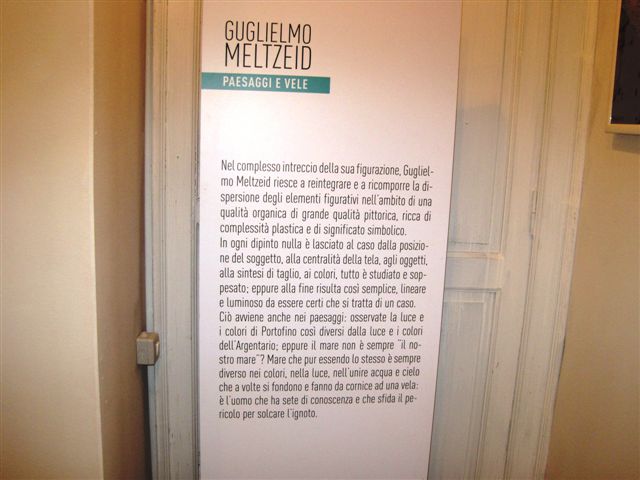 GUGLIELMO
MELTZEID
PAESAGGI E VELE
Nel complesso intreccio della sua figurazione, Gugliel-
mo Meltzeid riesce a reintegrare e a ricomporre la di-
spersione degli elementi figurativi nell'ambito di una
qualità organica di grande qualità pittorica, ricca di
complessità plastica e di significato simbolico.
In ogni dipinto nulla è lasciato al caso dalla posizio-
ne del soggetto, alla centralità della tela, agli oggetti,
alla sintesi di taglio, ai colori, tutto è studiato e sop-
pesato; eppure alla fine risulta così semplice, lineare
e luminoso da essere certi che si tratta di un caso.
Ciò avviene anche nei paesaggi: osservate la luce e
i colori di Portofino così diversi dalla luce e i colori
dell'Argentario; eppure il mare non è sempre "il no-
stro mare"? Mare che pur essendo lo stesso è sempre
diverso nei colori, nella luce, nell'unire acqua e cielo
che a volte si fondono e fanno da cornice ad una vela:
è l'uomo che ha sete di conoscenza e che sfida il pe-
ricolo per solcare l'ignoto.